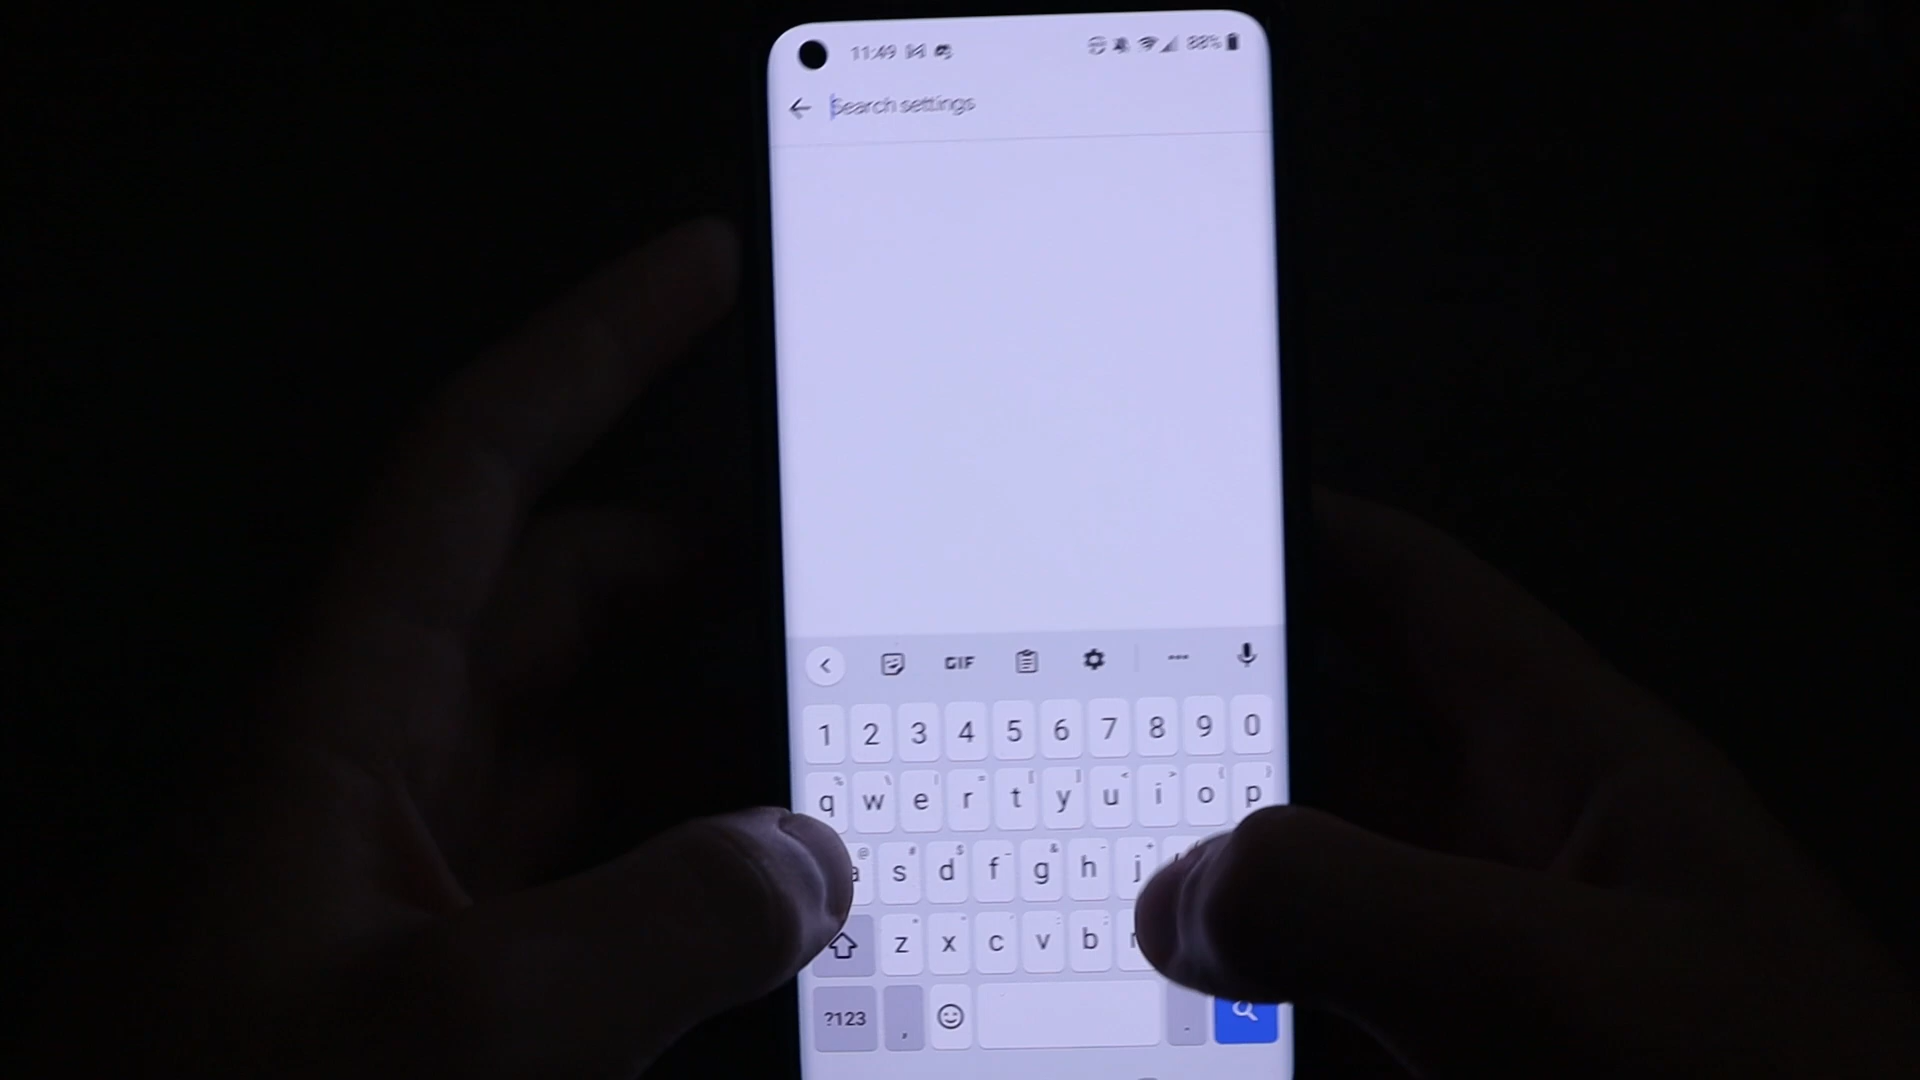 11:49 88%
Search settings
GIF
1 2 3 4 5 6 7 8 9 0
q w e r t y u i o p
a s d f g h j
z x c v b
?123 , .